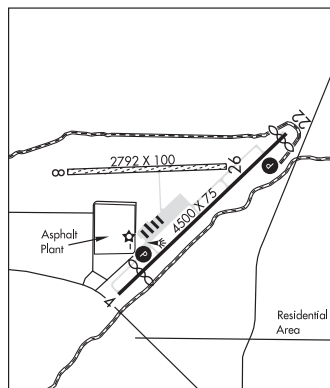 22
2792 X 100
8
26
P
4500 X 75
Asphalt
Plant
P
4
Residential
Area